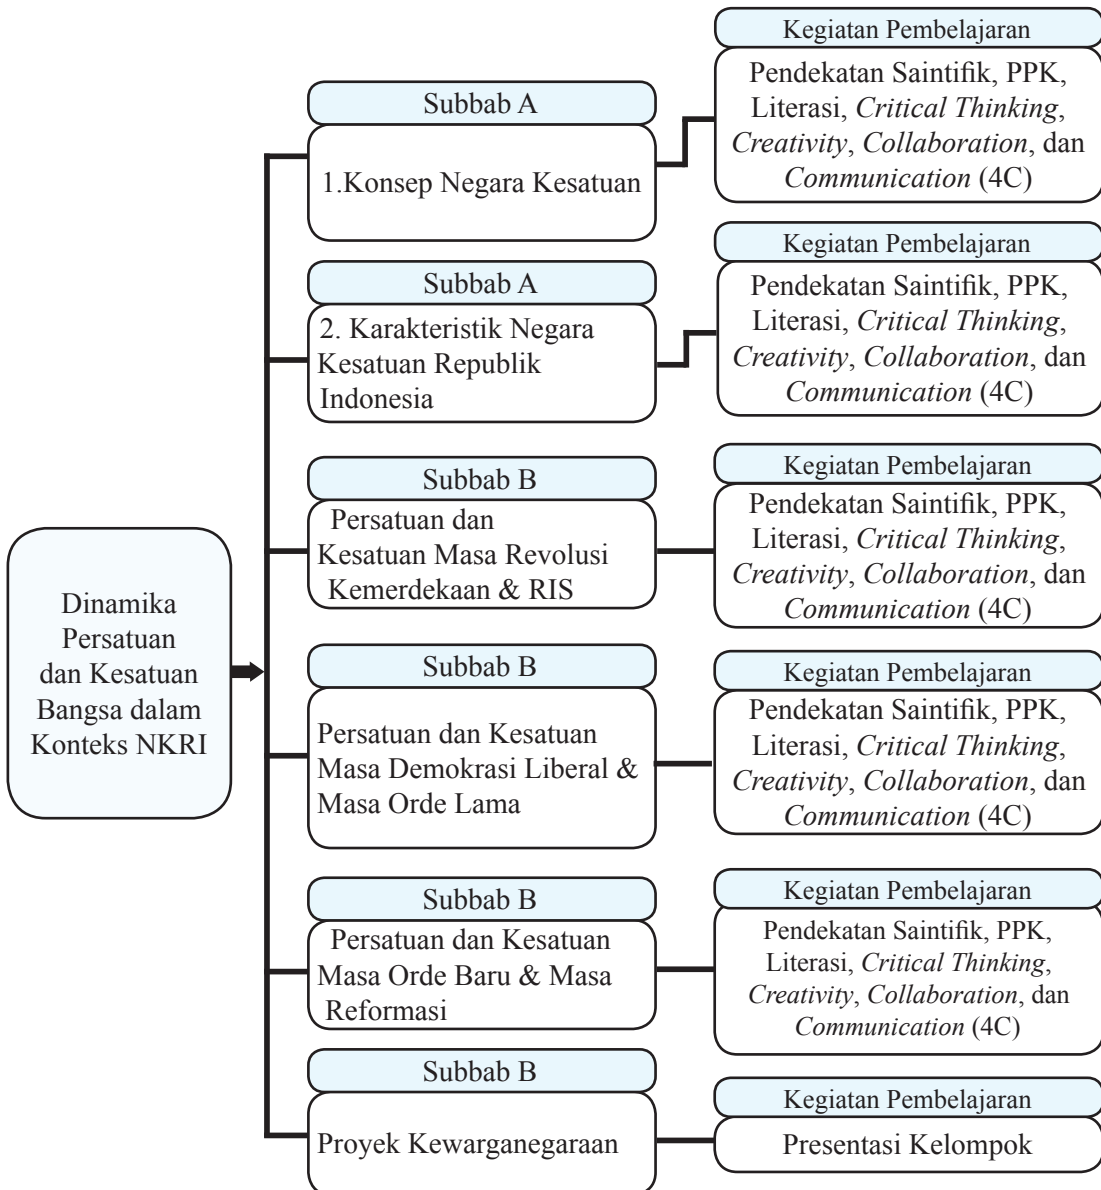 Dinamika
Persatuan
dan Kesatuan
Bangsa dalam
Konteks NKRI
Subbab A
1.Konsep Negara Kesatuan
Kegiatan Pembelajaran
Pendekatan Saintifik, PPK,
Literasi, Critical Thinking,
Creativity, Collaboration, dan
Communication (4C)
Subbab A
2. Karakteristik Negara
Kesatuan Republik
Indonesia
Kegiatan Pembelajaran
Pendekatan Saintifik, PPK,
Literasi, Critical Thinking,
Creativity, Collaboration, dan
Communication (4C)
Subbab B
Persatuan dan
Kesatuan Masa Revolusi
Kemerdekaan & RIS
Kegiatan Pembelajaran
Pendekatan Saintifik, PPK,
Literasi, Critical Thinking,
Creativity, Collaboration, dan
Communication (4C)
Subbab B
Persatuan dan Kesatuan
Masa Demokrasi Liberal &
Masa Orde Lama
Kegiatan Pembelajaran
Pendekatan Saintifik, PPK,
Literasi, Critical Thinking,
Creativity, Collaboration, dan
Communication (4C)
Subbab B
Persatuan dan Kesatuan
Masa Orde Baru & Masa
Reformasi
Kegiatan Pembelajaran
Pendekatan Saintifik, PPK,
Literasi, Critical Thinking,
Creativity, Collaboration, dan
Communication (4C)
Subbab B
Proyek Kewarganegaraan
Kegiatan Pembelajaran
Presentasi Kelompok